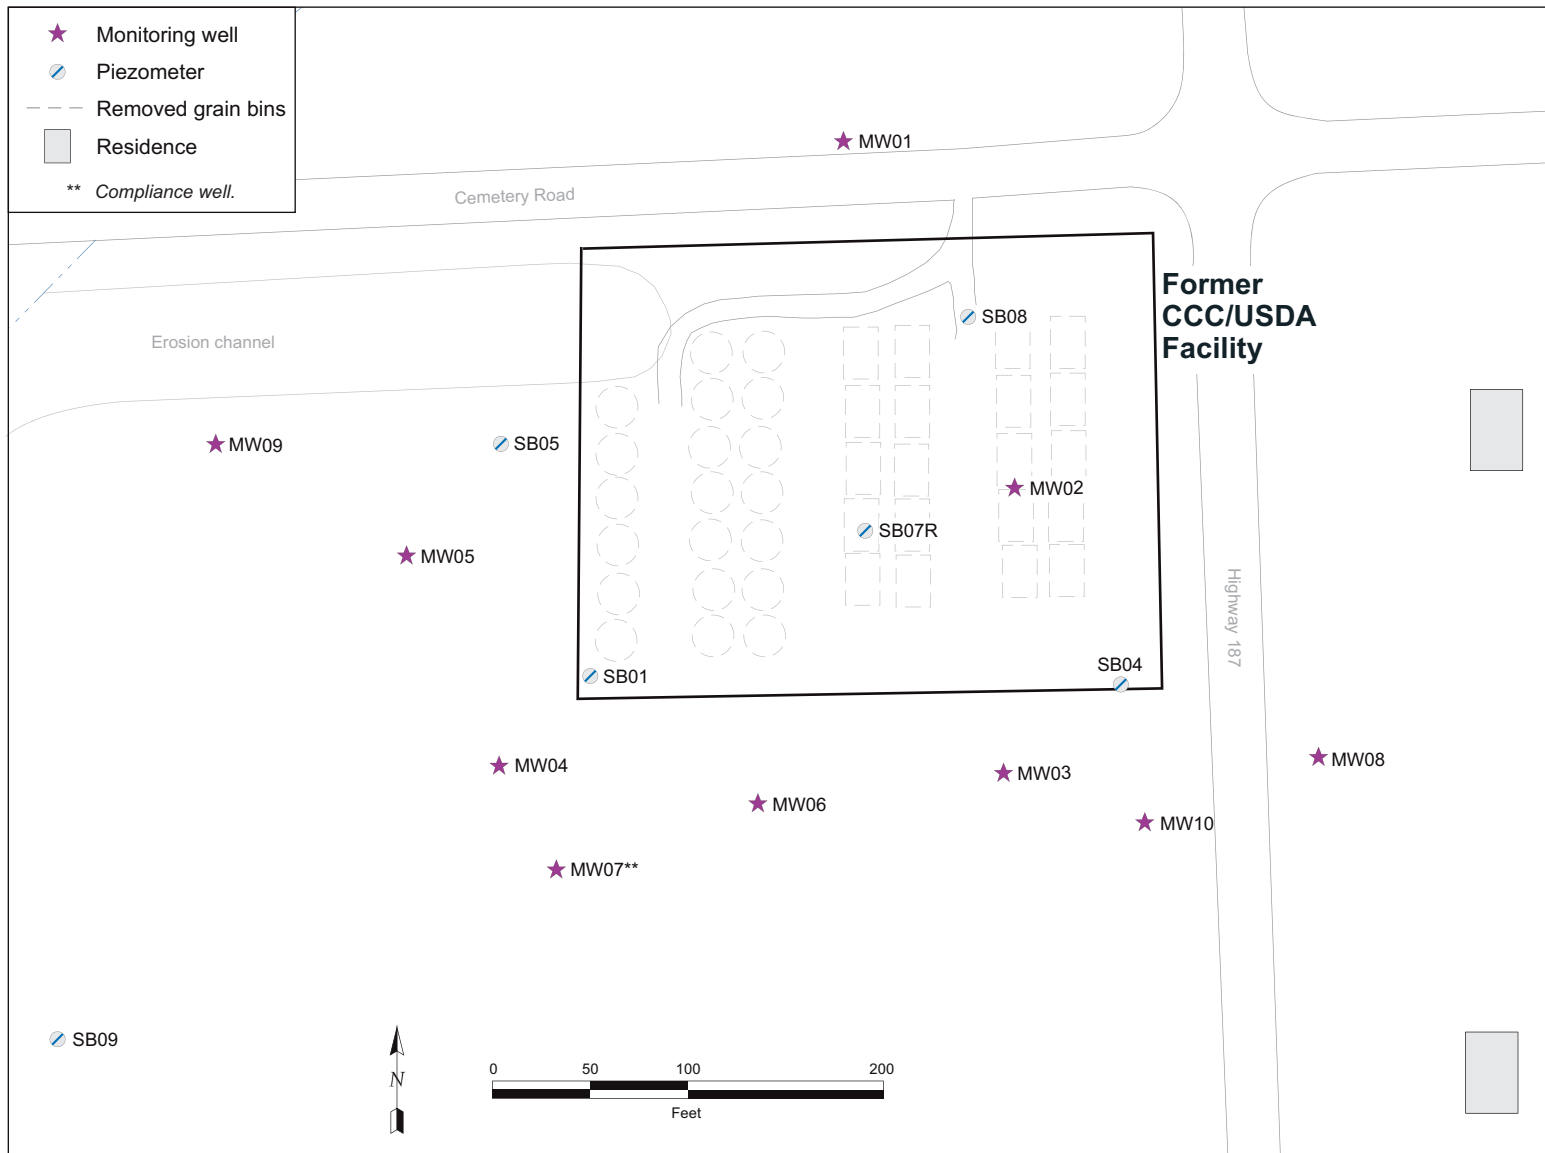 Monitoring well
Piezometer
Removed grain bins
Residence
** Compliance well.
MW01
Cemetery Road
Former
CCC/USDA
Facility
SB08
Erosion channel
MW09
SB05
MW02
SB07R
MW05
Highway 187
SB04
SB01
MW04
MW03
MW08
MW06
MW10
MW07**
SB09
N
0 50 100 200
Feet